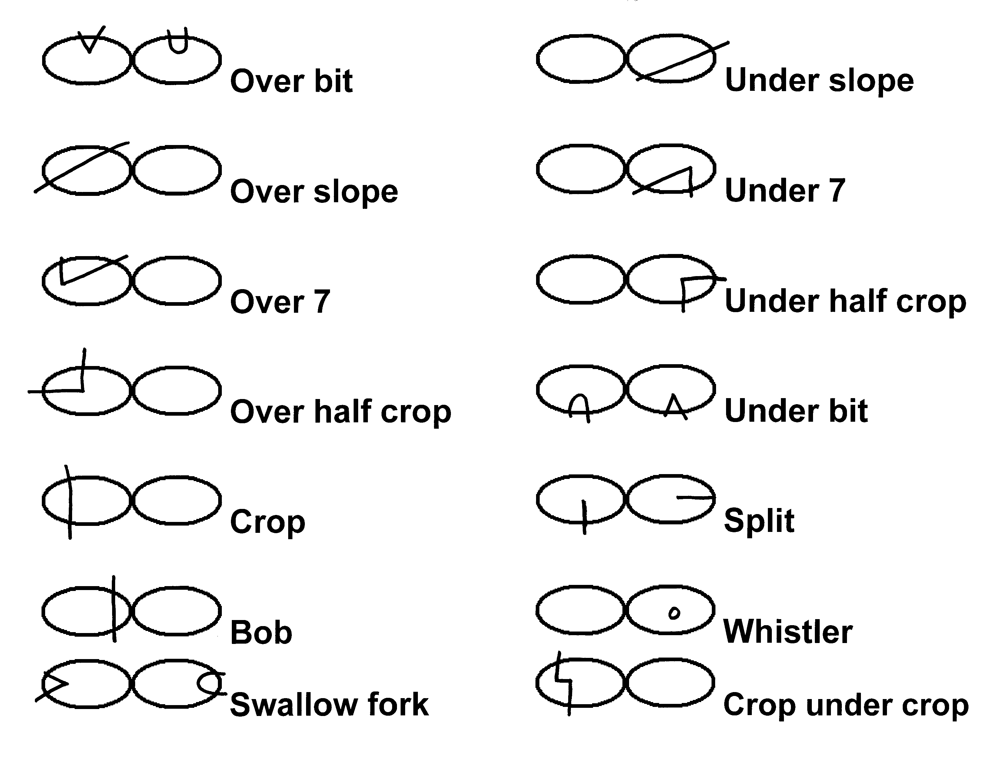 Over bit
Over slope
Over 7
Over half crop
Crop
Bob
Swallow fork
Under slope
Under 7
Under half crop
Under bit
Split
Whistler
Crop under crop